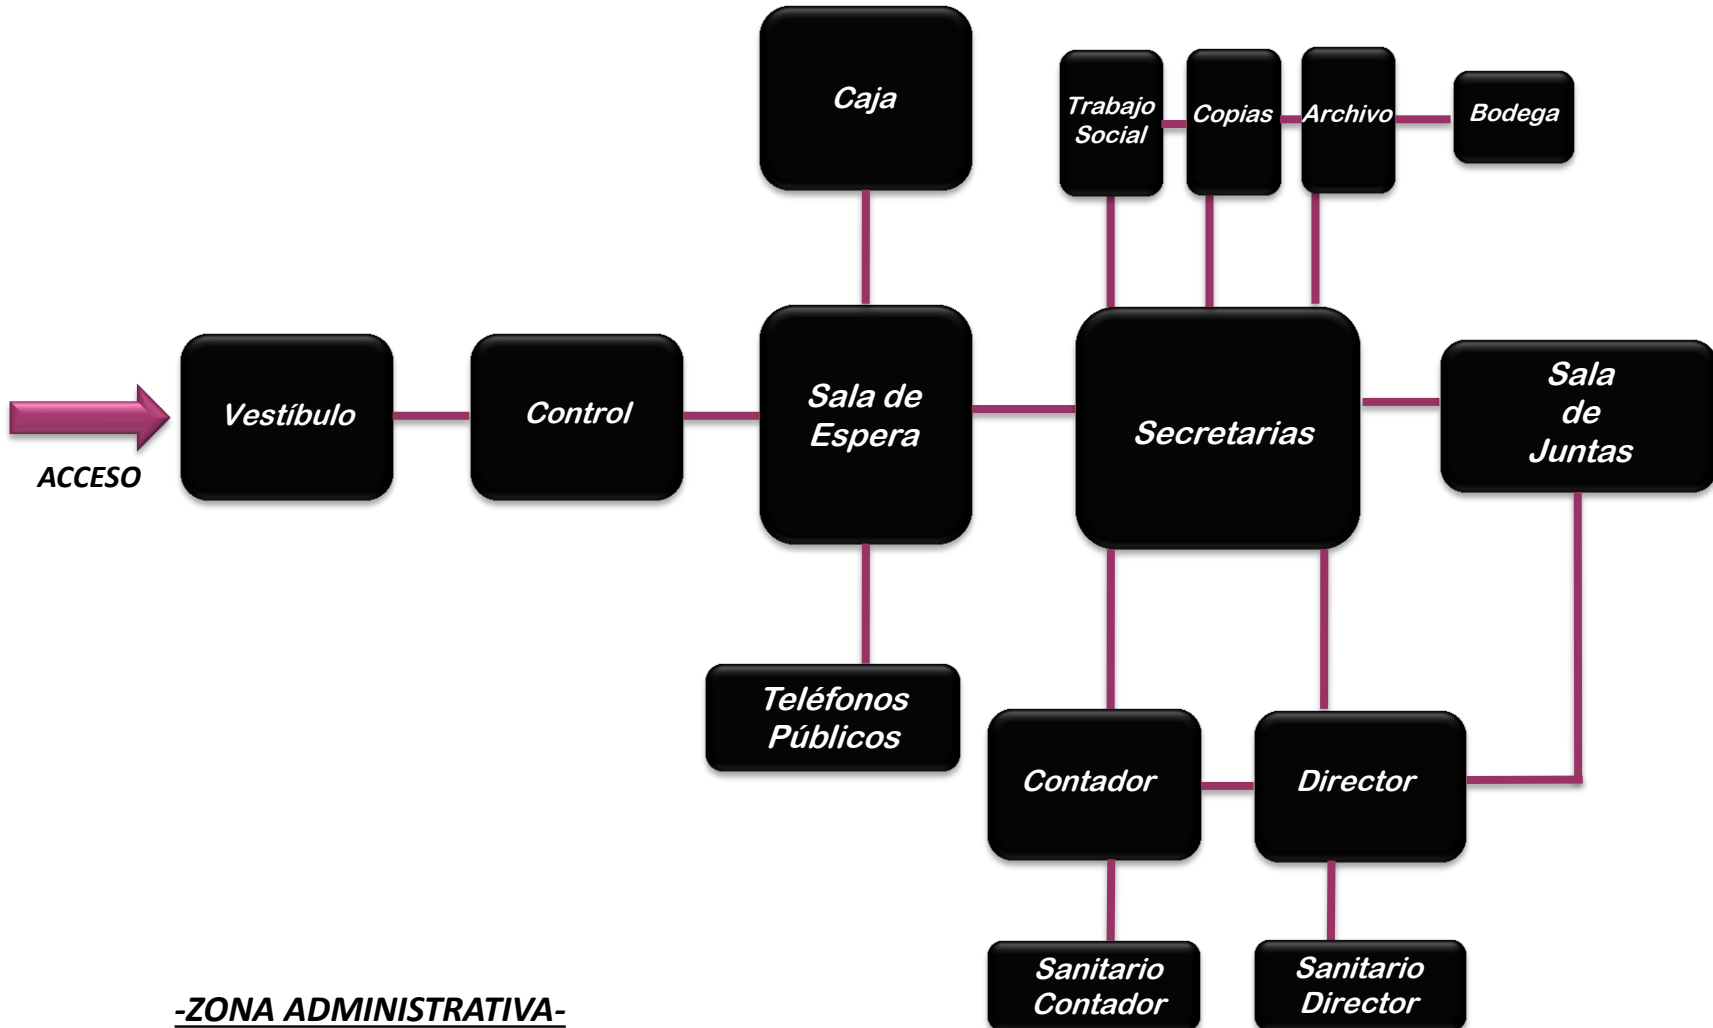 Caja
Trabajo
Social
Copias
Archivo
Bodega
ACCESO
Vestíbulo
Control
Sala de
Espera
Secretarias
Sala
de
Juntas
Teléfonos
Públicos
Contador
Director
Sanitario
Contador
Sanitario
Director
-ZONA ADMINISTRATIVA-